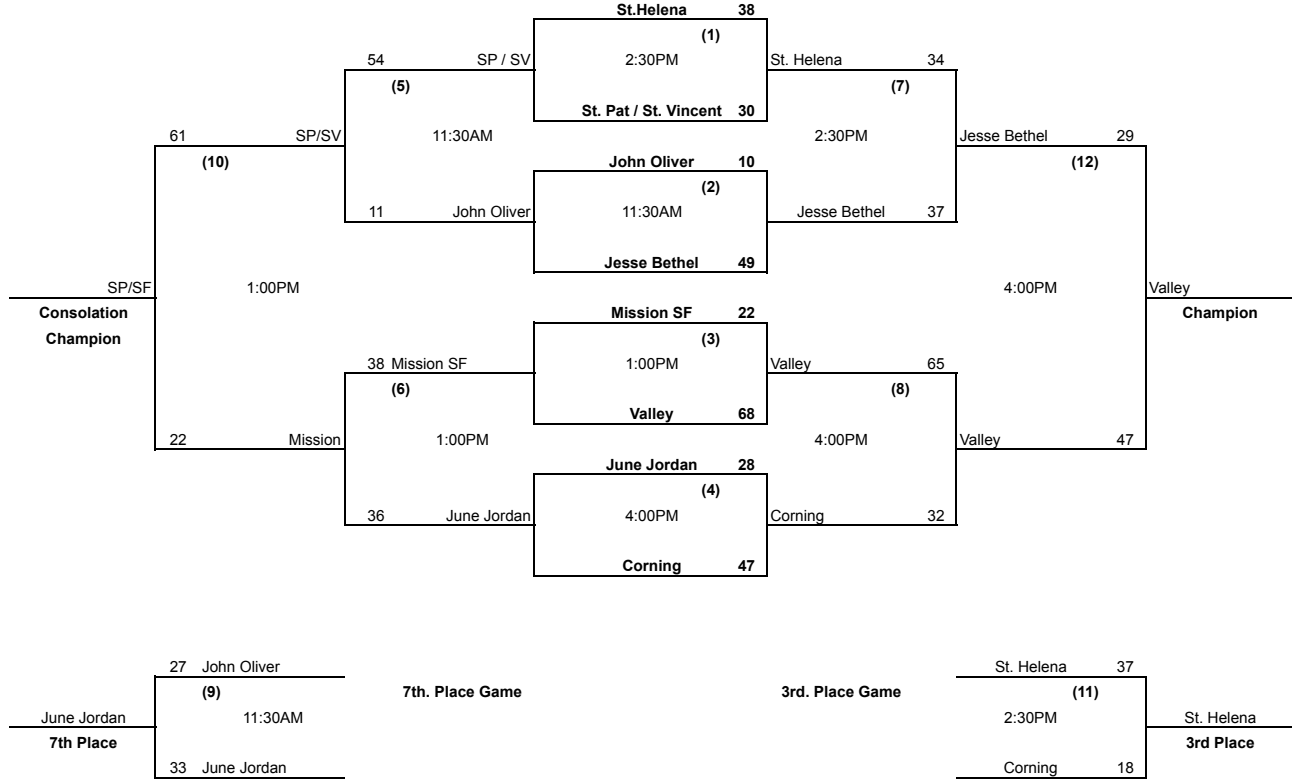 St.Helena 38
(1)
54 SP / SV 2:30PM St. Helena 34
(5) (7)
St. Pat / St. Vincent 30
61 SP/SV 11:30AM 2:30PM Jesse Bethel 29
(10) John Oliver 10 (12)
(2)
11 John Oliver 11:30AM Jesse Bethel 37
Jesse Bethel 49
SP/SF 1:00PM 4:00PM Valley
Consolation Mission SF 22 Champion
Champion (3)
38 Mission SF 1:00PM Valley 65
(6) (8)
Valley 68
22 Mission 1:00PM 4:00PM Valley 47
June Jordan 28
(4)
36 June Jordan 4:00PM Corning 32
Corning 47
27 John Oliver St. Helena 37
(9) 7th. Place Game 3rd. Place Game (11)
June Jordan 11:30AM 2:30PM St. Helena
7th Place 3rd Place
33 June Jordan Corning 18